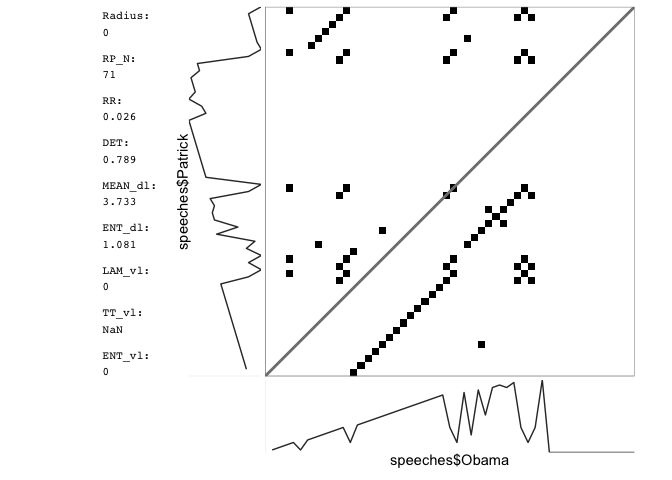 Radius:
0
RP_N:
71
RR:
0.026
DET:
0.789
MEAN_dl:
3.733
ENT_dl:
1.081
LAM_vl:
0
TT_vl:
NaN
ENT_vl:
0
speeches$Patrick
speeches$Obama